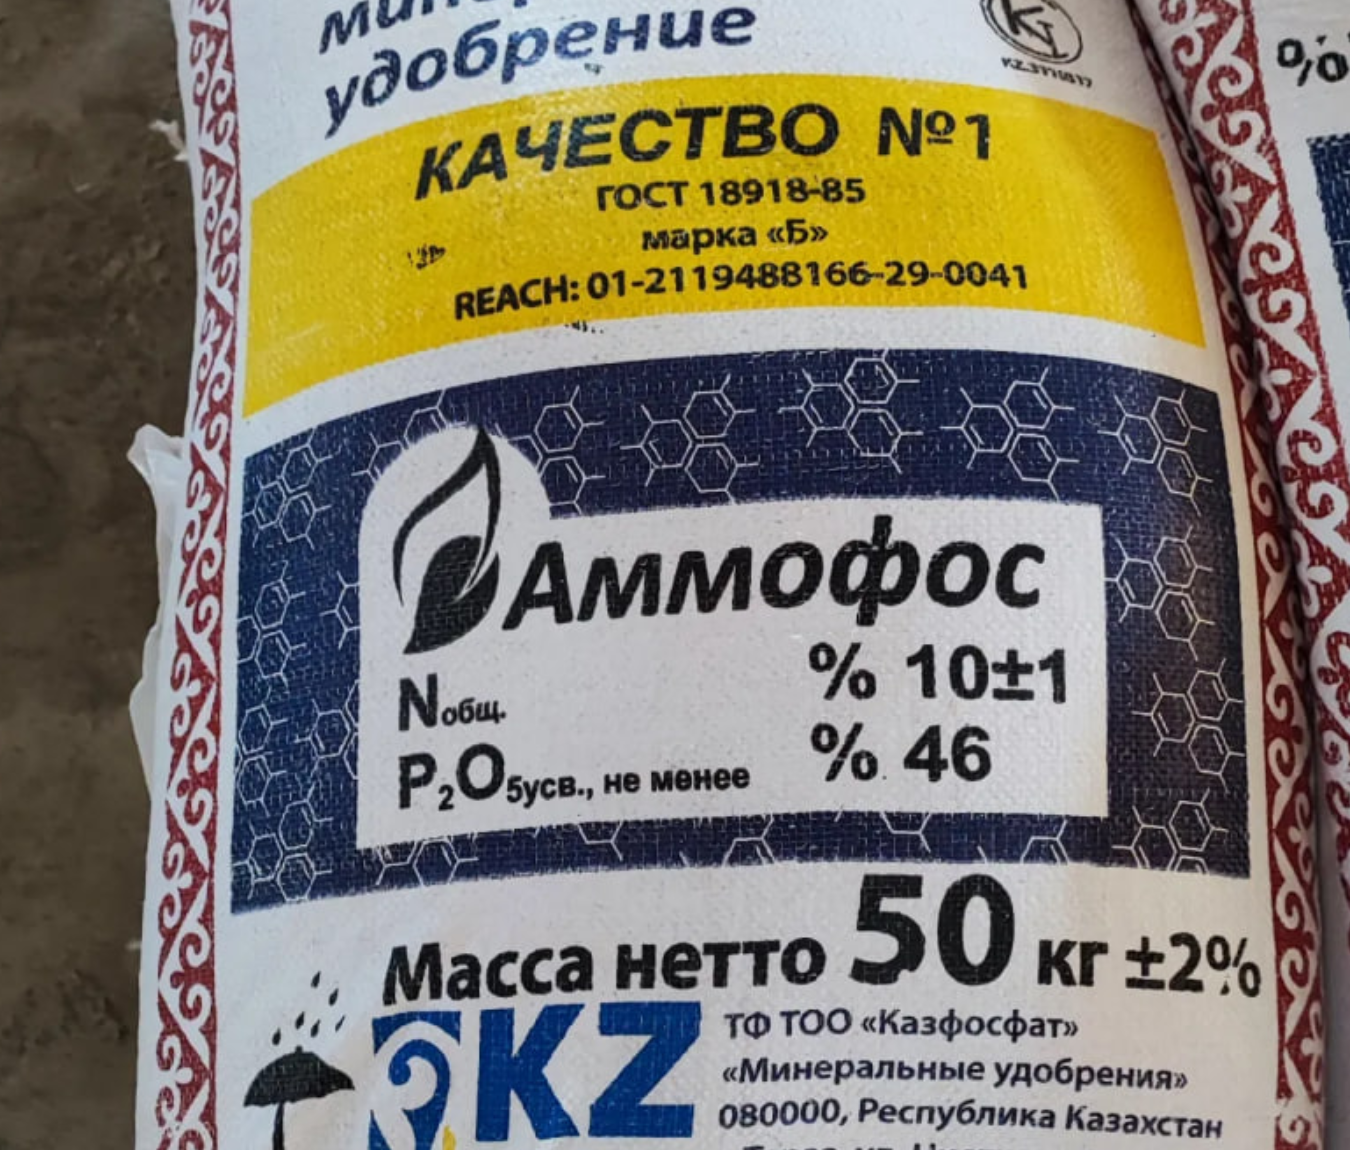 удобрение
КАЧЕСТВО №1
ГОСТ 18918-85
марка «Б»
REACH: 01-2119488166-29-0041
Аммофос
Nобщ. % 10±1
P₂O₅усв., не менее % 46
Масса нетто 50 кг ±2%
KZ
ТФ ТОО «Казфосфат»
«Минеральные удобрения»
080000, Республика Казахстан